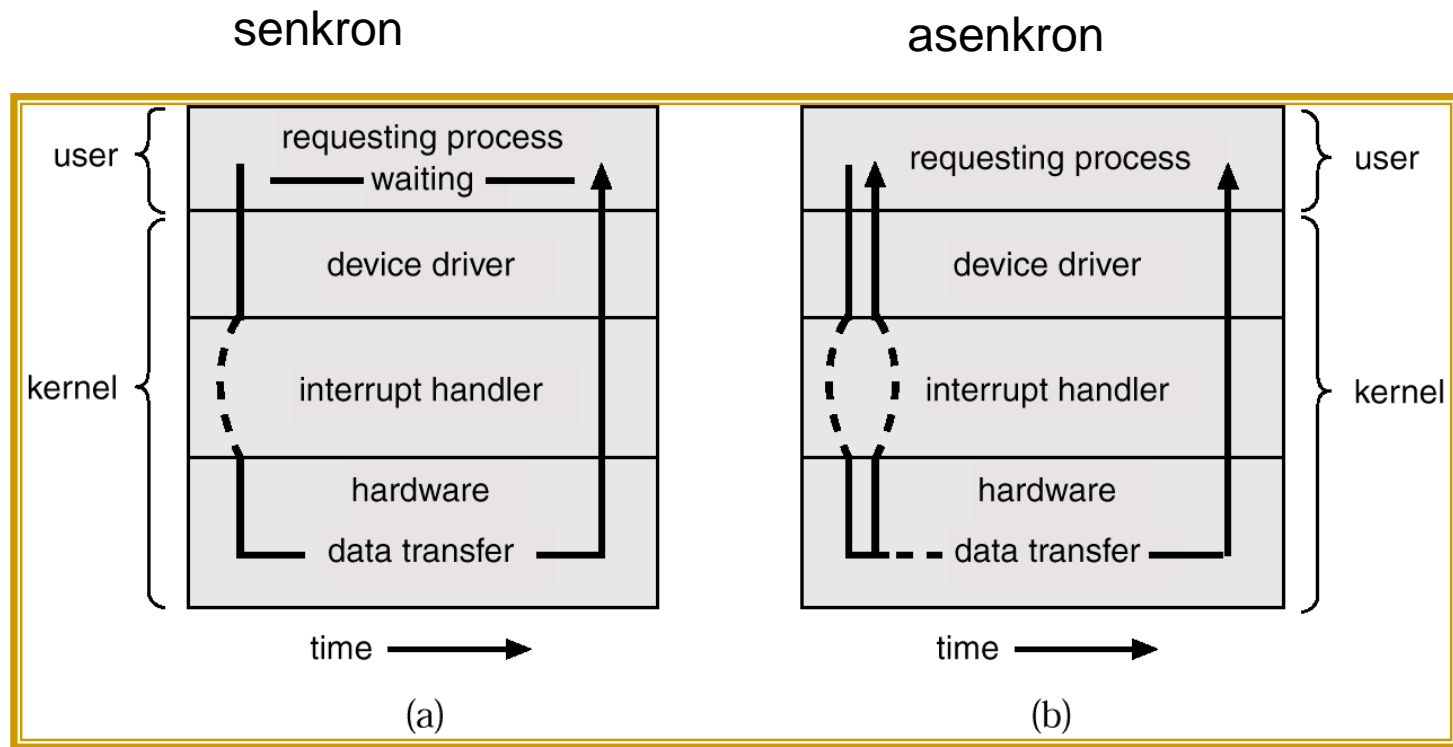 senkron
asenkron
user
requesting process
waiting
device driver
kernel
interrupt handler
hardware
data transfer
time
(a)
requesting process
user
device driver
interrupt handler
kernel
hardware
data transfer
time
(b)